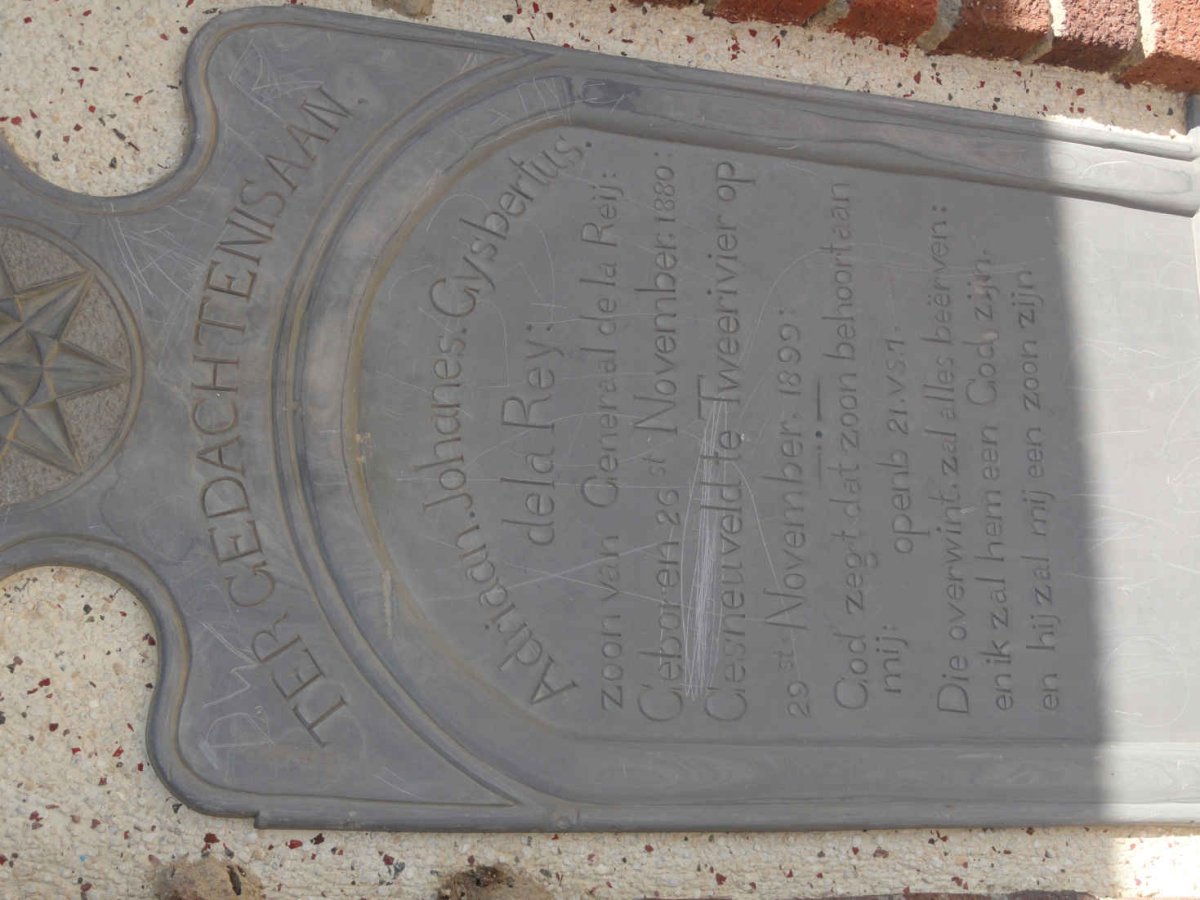 TER GEDACHTENIS AAN,
Adriaan. Johanes. Gysbertus.
de la Rey:
zoon van Generaal de la Reij:
Geboren en 26 st November. 1880:
Gesneuveld te Tweerivier op
29 st November. 1899:
God zegt dat zoon behoort aan
mij:
openb 21. vs 7.
Die overwint. zal alles beërven:
en ik zal hem een God zijn,
en hij zal mij een zoon zijn